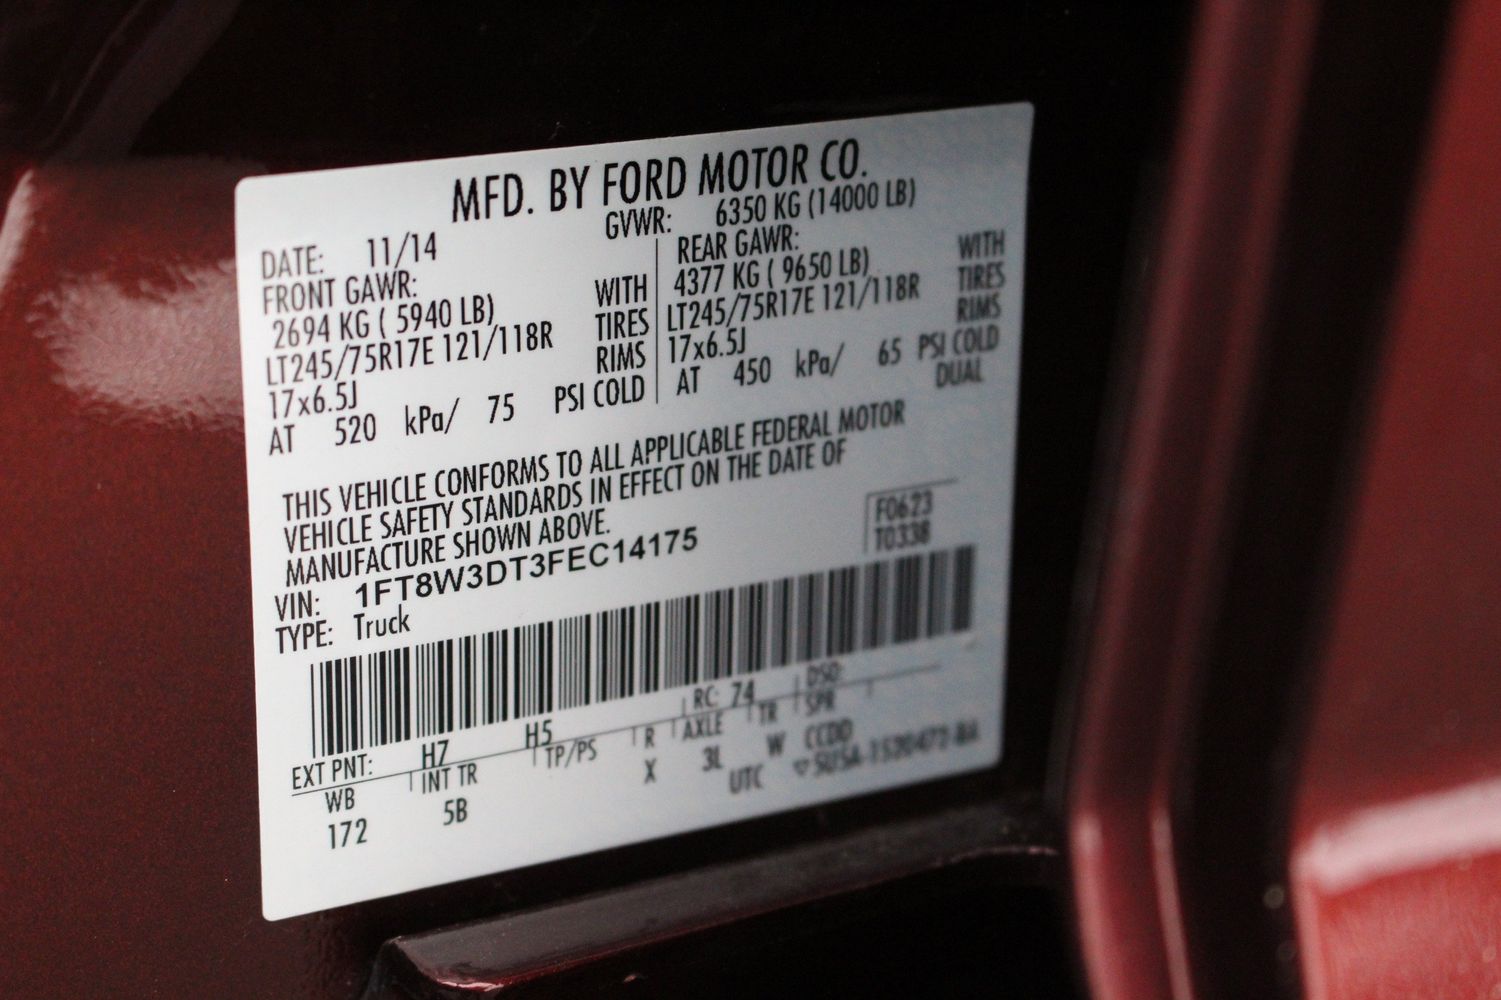 MFD. BY FORD MOTOR CO.
DATE: 11/14 GVWR: 6350 KG (14000 LB)
FRONT GAWR:
2694 KG ( 5940 LB) WITH
LT245/75R17E 121/118R TIRES
17x6.5J RIMS
AT 520 kPa/ 75 PSI COLD
REAR GAWR: WITH
4377 KG ( 9650 LB) TIRES
LT245/75R17E 121/118R RIMS
17x6.5J
AT 450 kPa/ 65 PSI COLD
DUAL
THIS VEHICLE CONFORMS TO ALL APPLICABLE FEDERAL MOTOR
VEHICLE SAFETY STANDARDS IN EFFECT ON THE DATE OF
MANUFACTURE SHOWN ABOVE.
VIN: 1FT8W3DT3FEC14175
TYPE: Truck
F0623
T0338
EXT PNT: H7 H5 RC: 74 DSO:
WB INT TR TP/PS R AXLE TR SPR
172 5B X 3L W CCDD
UTC